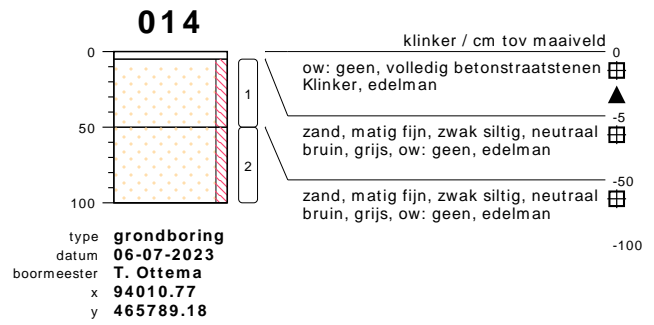 014
klinker / cm tov maaiveld
0
0
ow: geen, volledig betonstraatstenen
Klinker, edelman
1
-5
50
zand, matig fijn, zwak siltig, neutraal
bruin, grijs, ow: geen, edelman
2
-50
100
zand, matig fijn, zwak siltig, neutraal
bruin, grijs, ow: geen, edelman
-100
type grondboring
datum 06-07-2023
boormeester T. Ottema
x 94010.77
y 465789.18